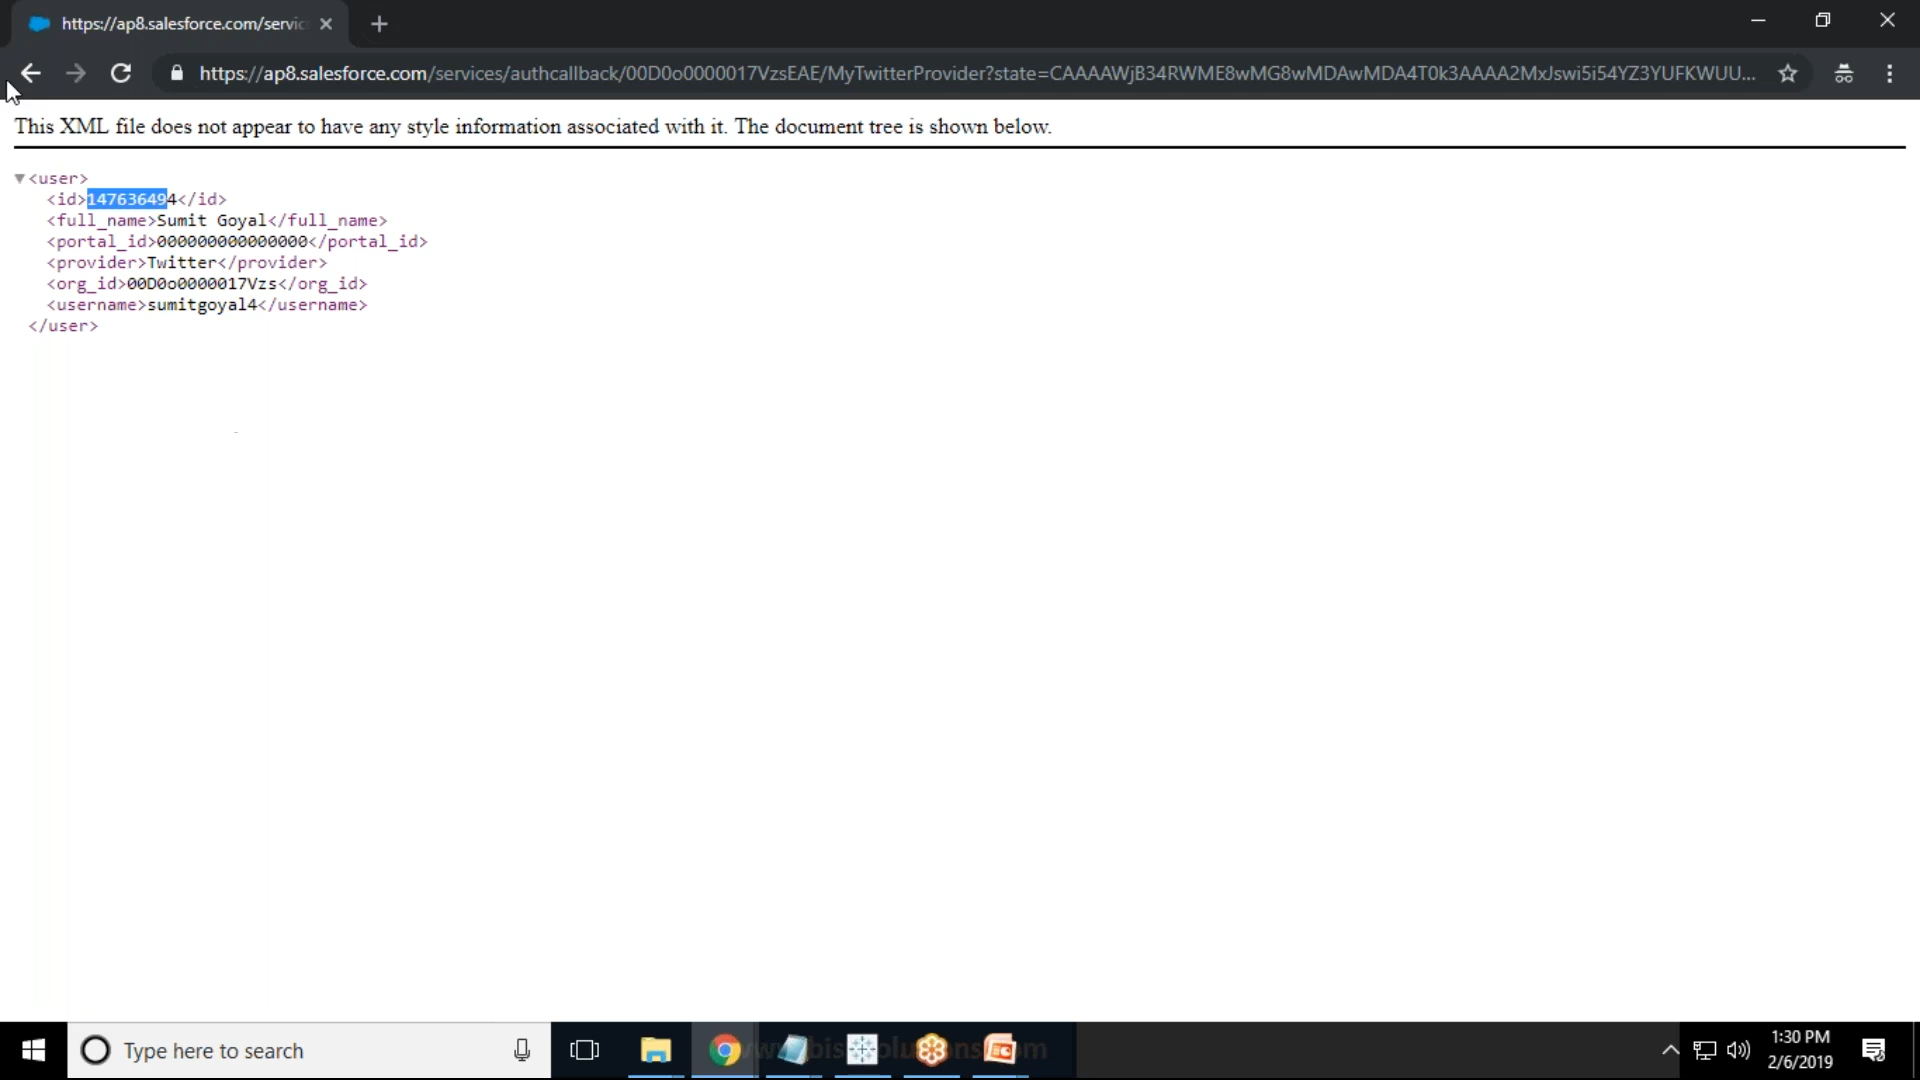 https://ap8.salesforce.com/servic
https://ap8.salesforce.com/services/authcallback/00D0o0000017VzsEAE/MyTwitterProvider?state=CAAAAWjB34RWME8wMG8wMDAwMDA4T0k3AAAA2MxJswi5i54YZ3YUFKWUU...
This XML file does not appear to have any style information associated with it. The document tree is shown below.
▼<user>
<id>147636494</id>
<full_name>Sumit Goyal</full_name>
<portal_id>000000000000000</portal_id>
<provider>Twitter</provider>
<org_id>00D0o0000017Vzs</org_id>
<username>sumitgoyal4</username>
</user>
Type here to search
1:30 PM
2/6/2019